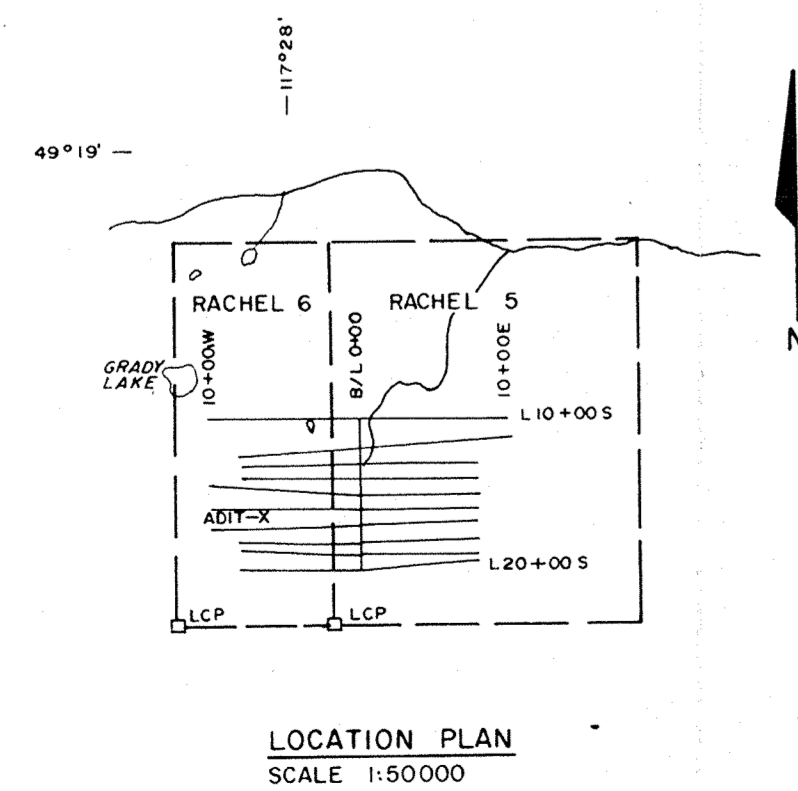 117°28'
49°19'
RACHEL 6
RACHEL 5
GRADY
LAKE
10+00W
B/L 0+00
10+00E
L 10+00 S
ADIT-X
L 20+00 S
LCP
LCP
LOCATION PLAN
SCALE 1:50000
N